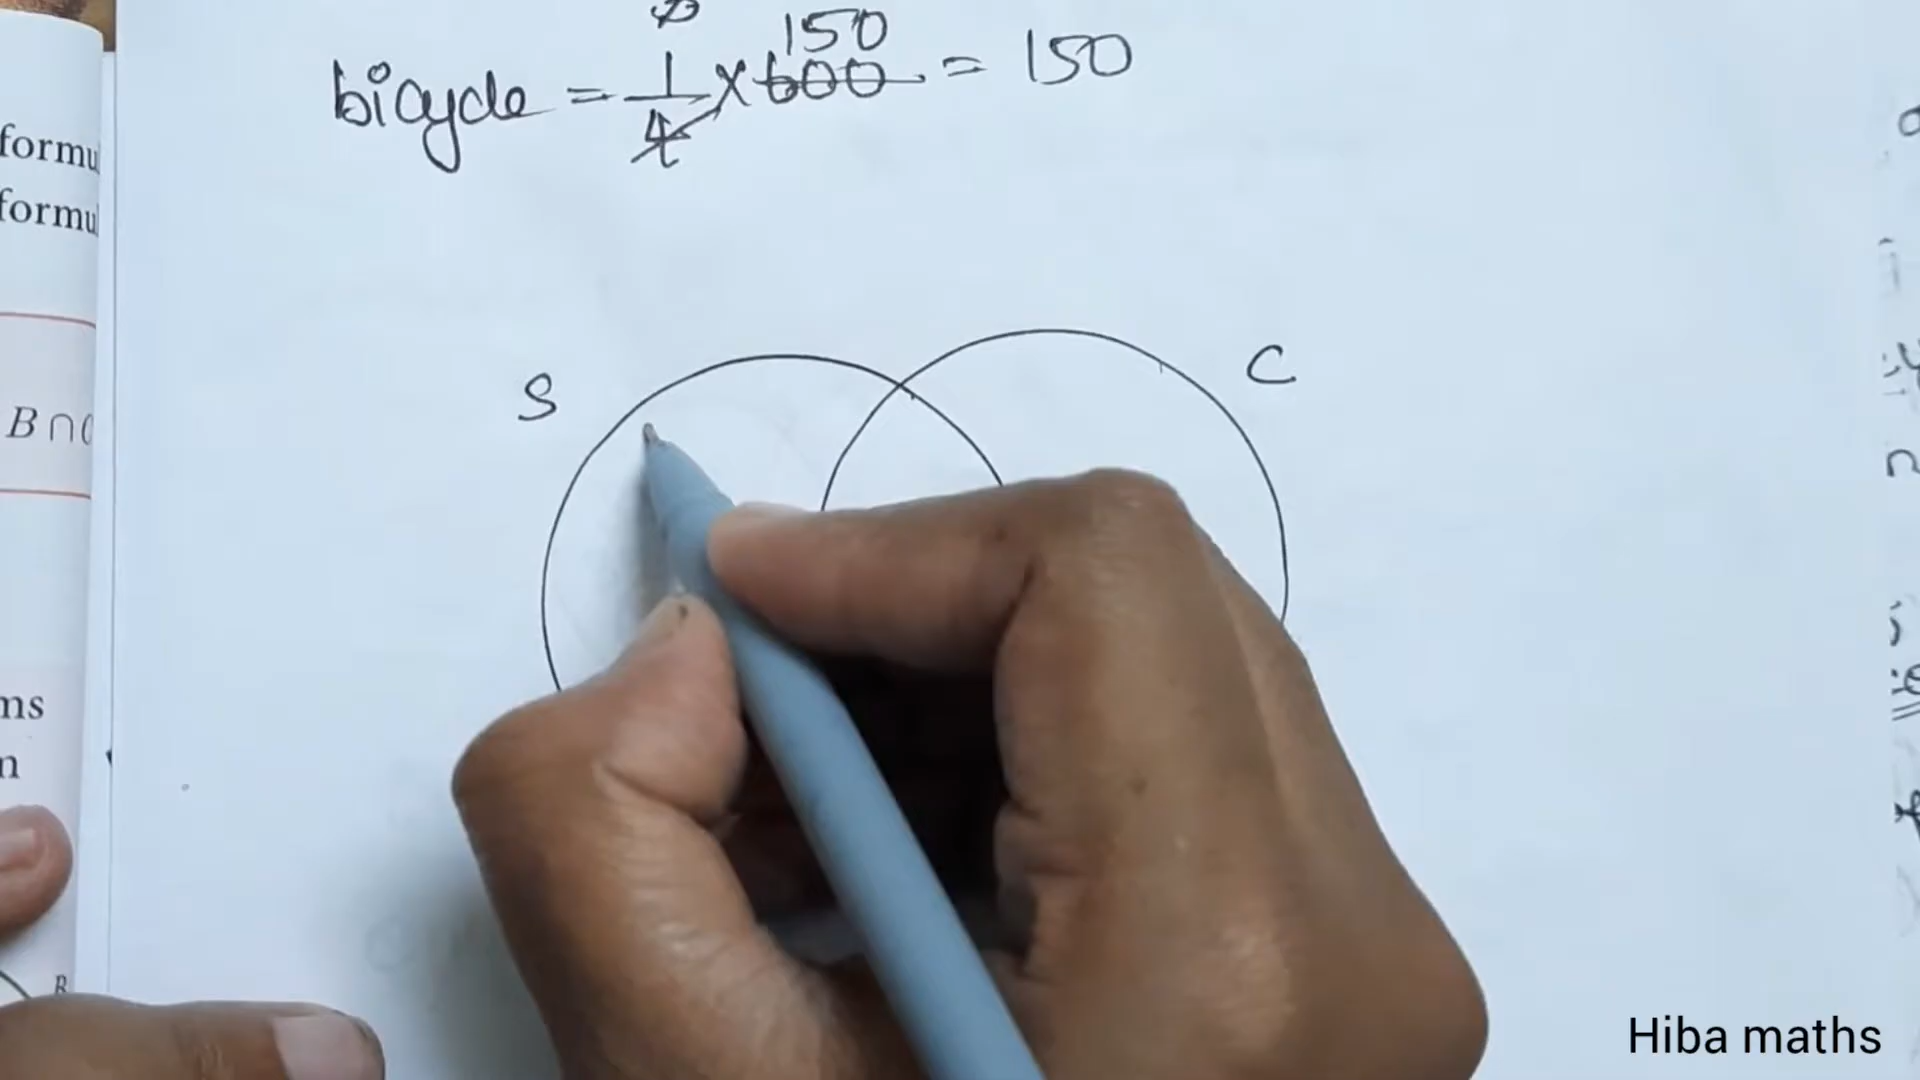 150
bicycle = 1/4 × 600 = 150
formu
formu
S
C
B ∩
ms
n
B
Hiba maths